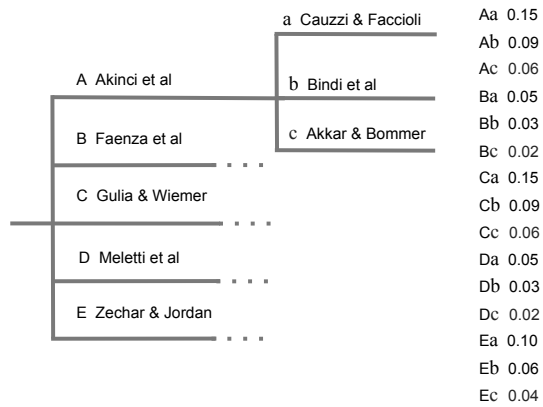 a Cauzzi & Faccioli
A Akinci et al
b Bindi et al
c Akkar & Bommer
B Faenza et al
C Gulia & Wiemer
D Meletti et al
E Zechar & Jordan
Aa 0.15
Ab 0.09
Ac 0.06
Ba 0.05
Bb 0.03
Bc 0.02
Ca 0.15
Cb 0.09
Cc 0.06
Da 0.05
Db 0.03
Dc 0.02
Ea 0.10
Eb 0.06
Ec 0.04